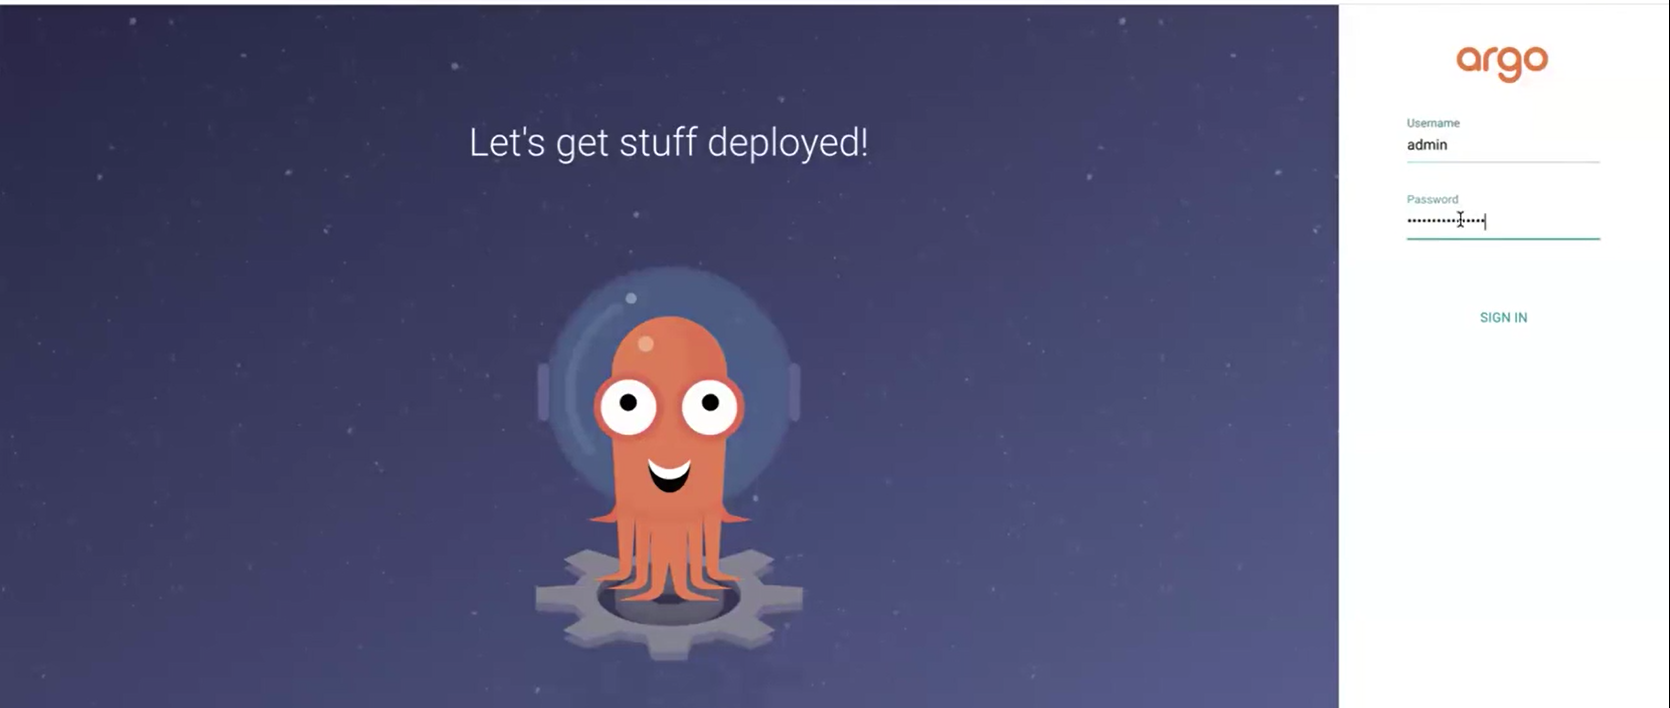 Let's get stuff deployed!
argo
Username
admin
Password
SIGN IN